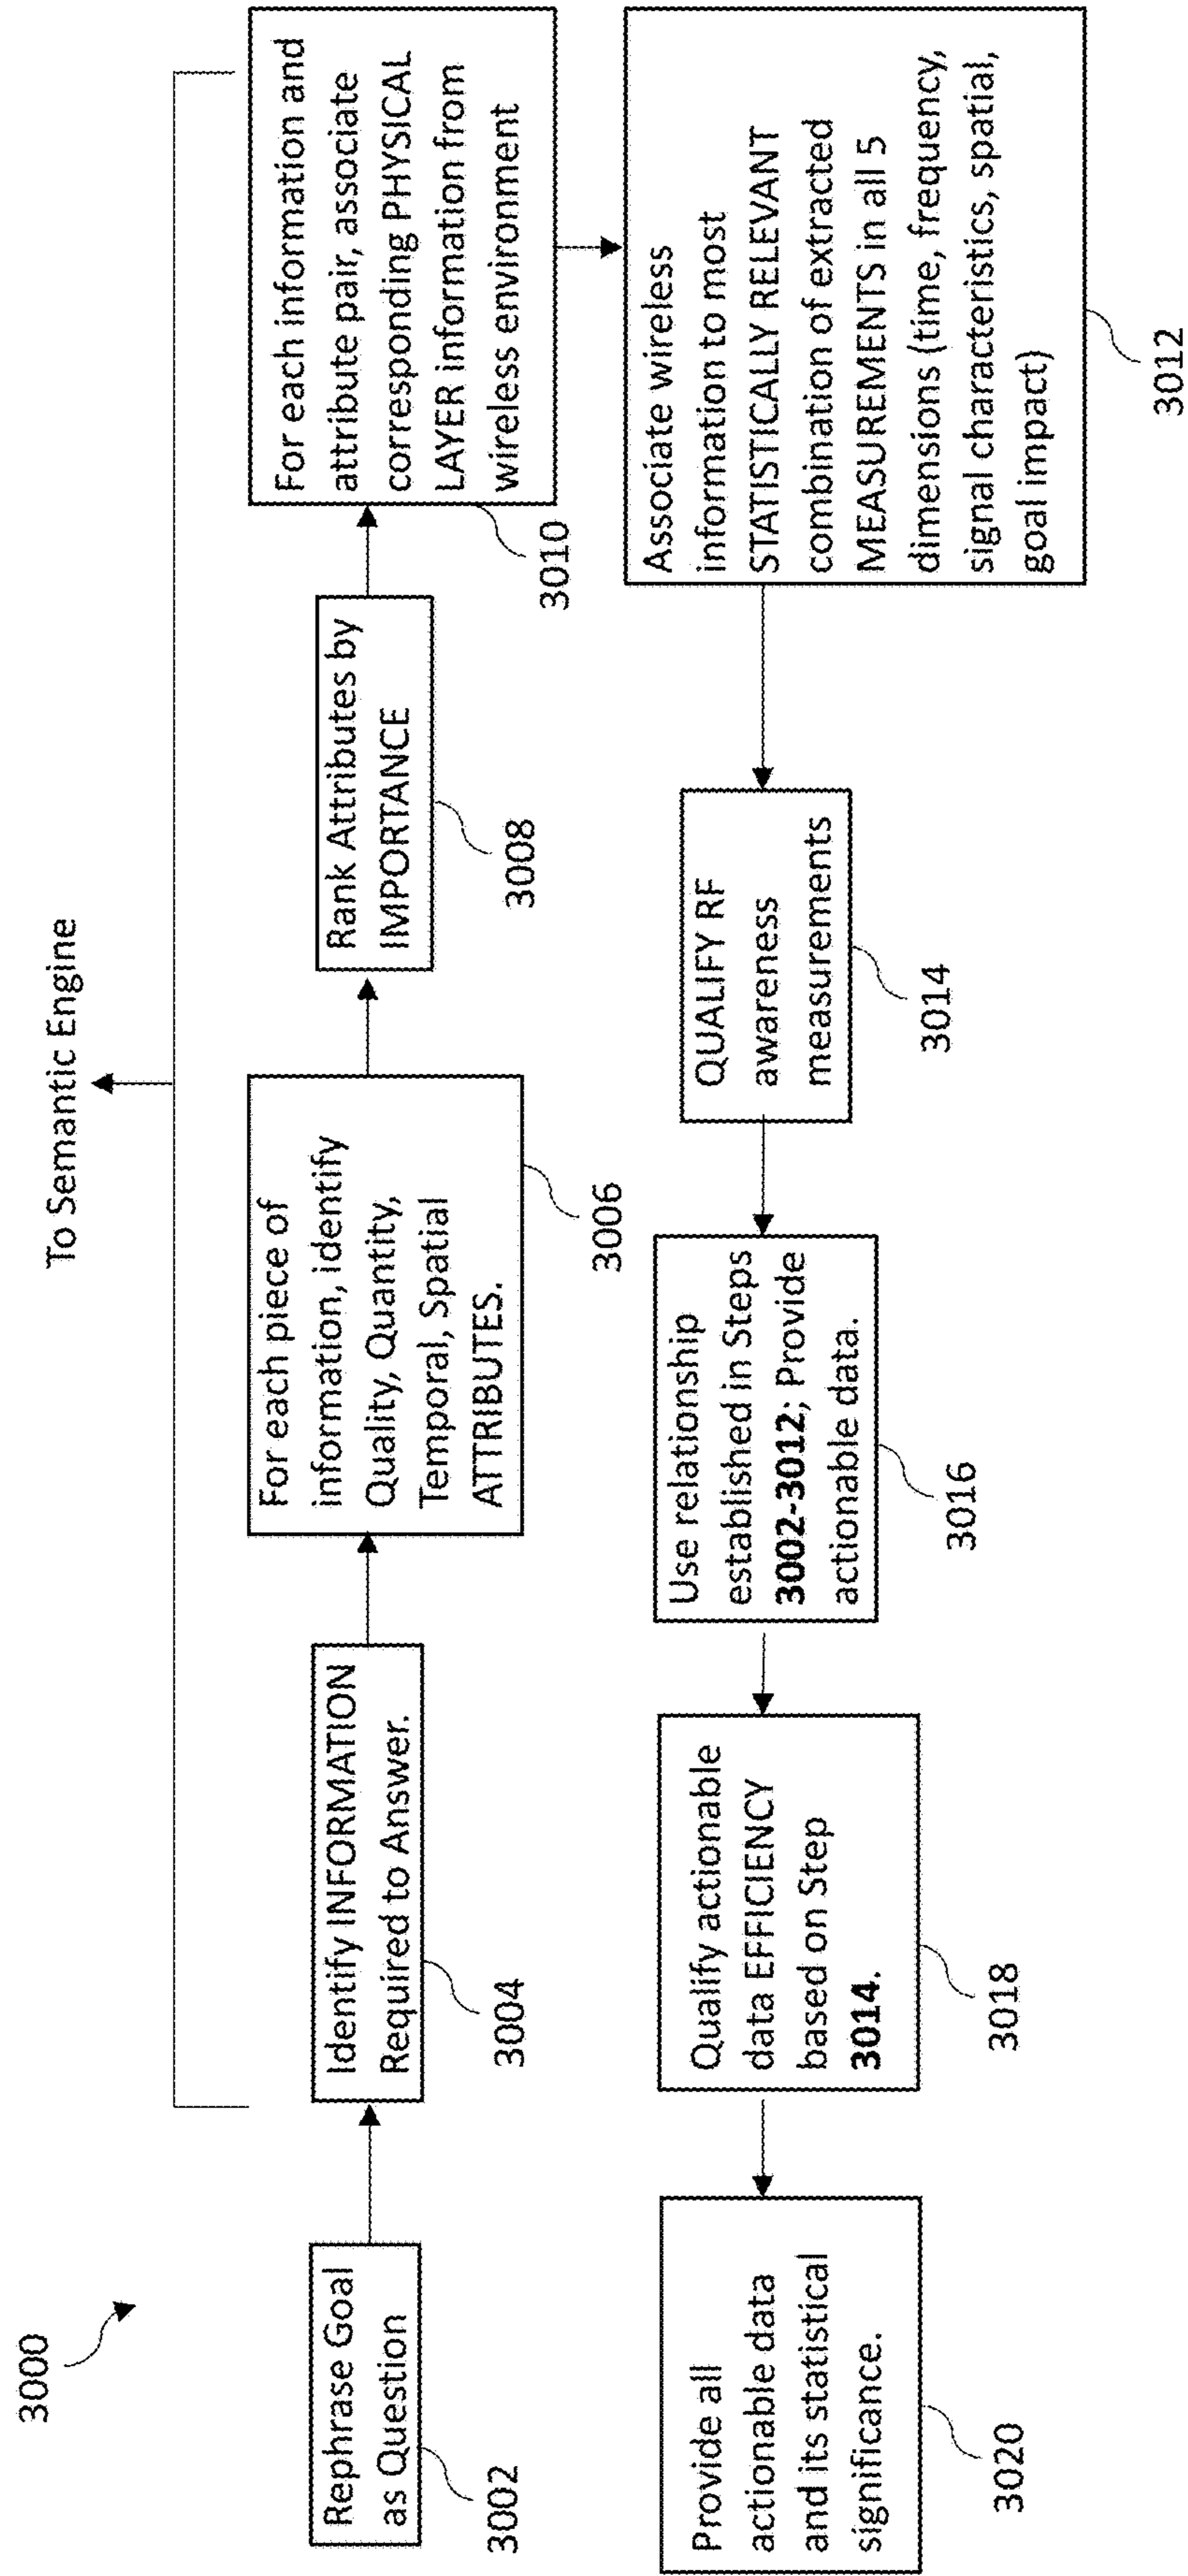 3000
To Semantic Engine
Rephrase Goal
as Question
3002
Identify INFORMATION
Required to Answer.
3004
For each piece of
information, identify
Quality, Quantity,
Temporal, Spatial
ATTRIBUTES.
3006
Rank Attributes by
IMPORTANCE
3008
For each information and
attribute pair, associate
corresponding PHYSICAL
LAYER information from
wireless environment
3010
Associate wireless
information to most
STATISTICALLY RELEVANT
combination of extracted
MEASUREMENTS in all 5
dimensions (time, frequency,
signal characteristics, spatial,
goal impact)
3012
QUALIFY RF
awareness
measurements
3014
Use relationship
established in Steps
3002-3012; Provide
actionable data.
3016
Qualify actionable
data EFFICIENCY
based on Step
3014.
3018
Provide all
actionable data
and its statistical
significance.
3020